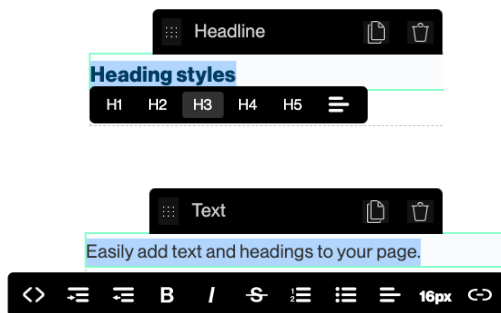 Headline
Heading styles
H1 H2 H3 H4 H5
Text
Easily add text and headings to your page.
B I S 16px